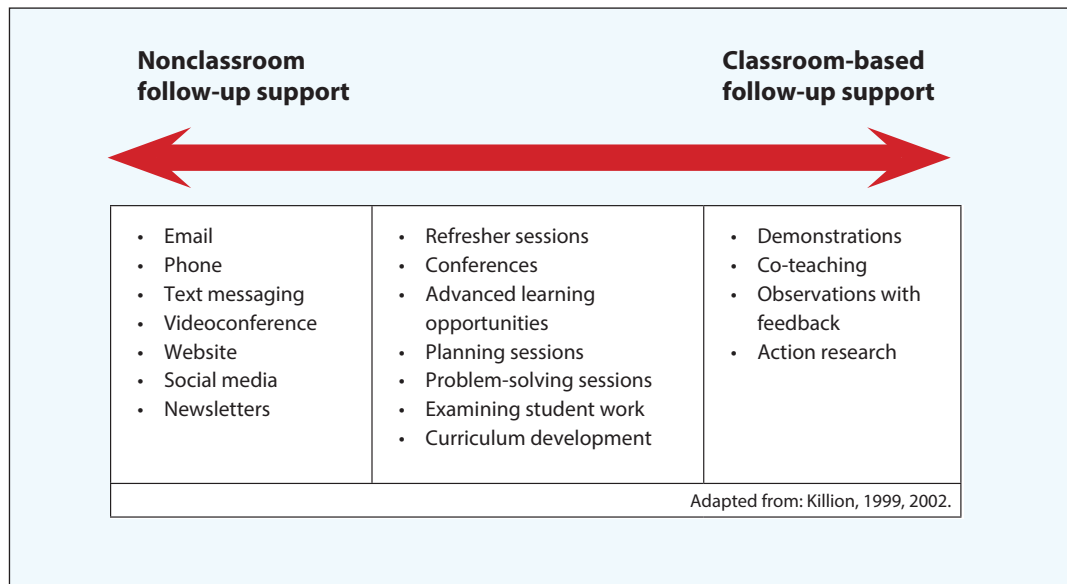 Nonclassroom
follow-up support
Classroom-based
follow-up support
• Email
• Phone
• Text messaging
• Videoconference
• Website
• Social media
• Newsletters
• Refresher sessions
• Conferences
• Advanced learning
opportunities
• Planning sessions
• Problem-solving sessions
• Examining student work
• Curriculum development
• Demonstrations
• Co-teaching
• Observations with
feedback
• Action research
Adapted from: Killion, 1999, 2002.